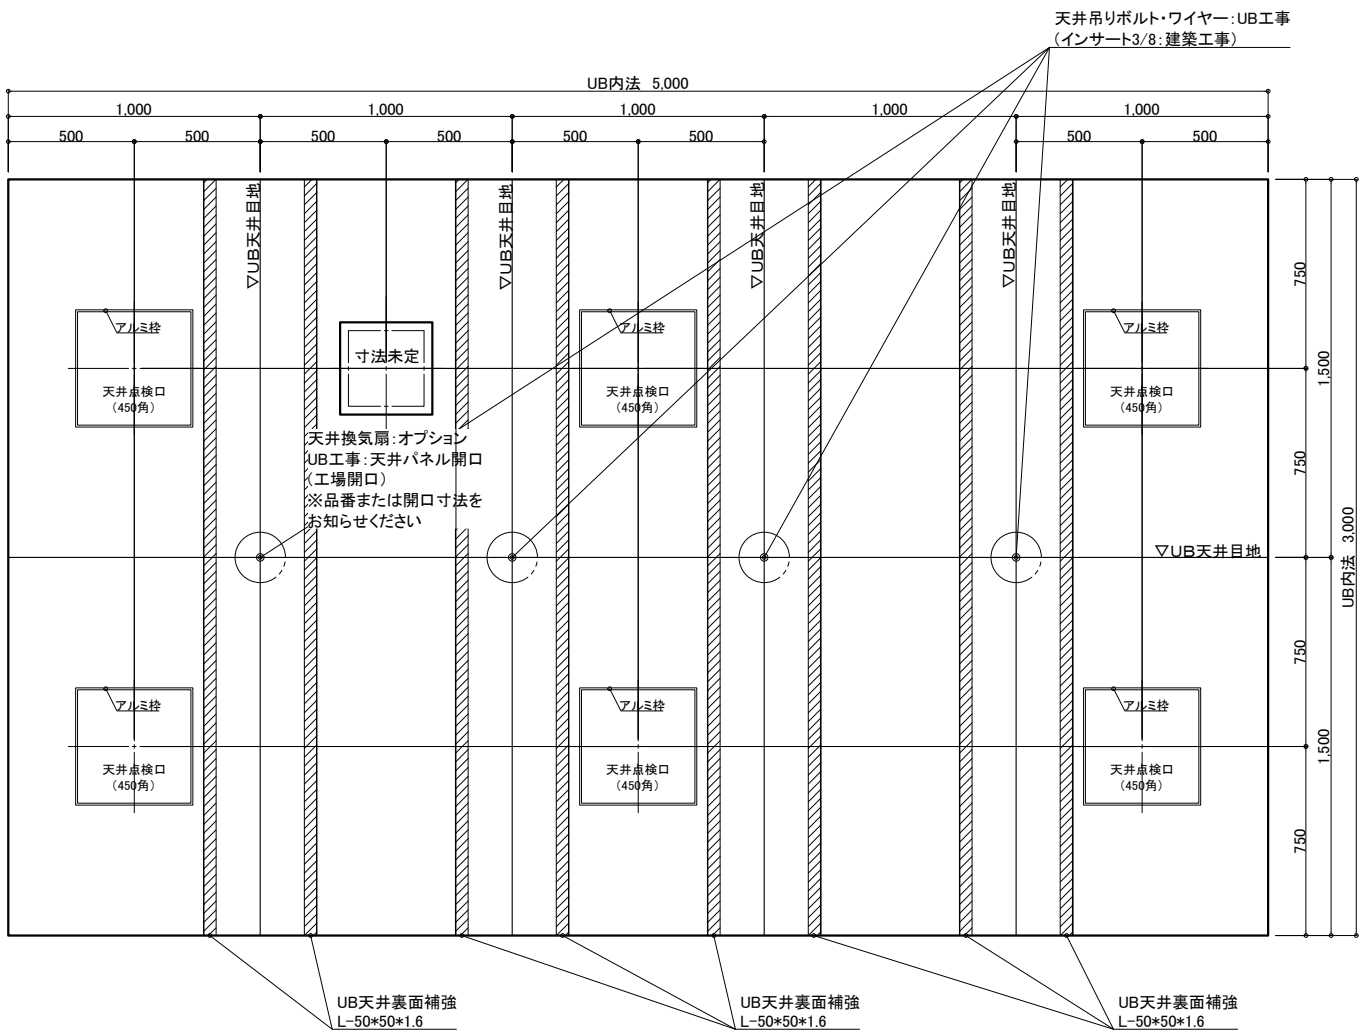 天井吊りボルト・ワイヤー:UB工事
(インサート3/8:建築工事)
UB内法 5,000
1,000
1,000
1,000
1,000
1,000
500
500
500
500
500
500
500
500
▽UB天井目地
▽UB天井目地
▽UB天井目地
▽UB天井目地
アルミ枠
天井点検口
(450角)
寸法未定
アルミ枠
天井点検口
(450角)
アルミ枠
天井点検口
(450角)
天井換気扇:オプション
UB工事:天井パネル開口
(工場開口)
※品番または開口寸法を
お知らせください
▽UB天井目地
アルミ枠
天井点検口
(450角)
アルミ枠
天井点検口
(450角)
アルミ枠
天井点検口
(450角)
750
750
750
750
1,500
1,500
UB内法 3,000
UB天井裏面補強
L-50*50*1.6
UB天井裏面補強
L-50*50*1.6
UB天井裏面補強
L-50*50*1.6